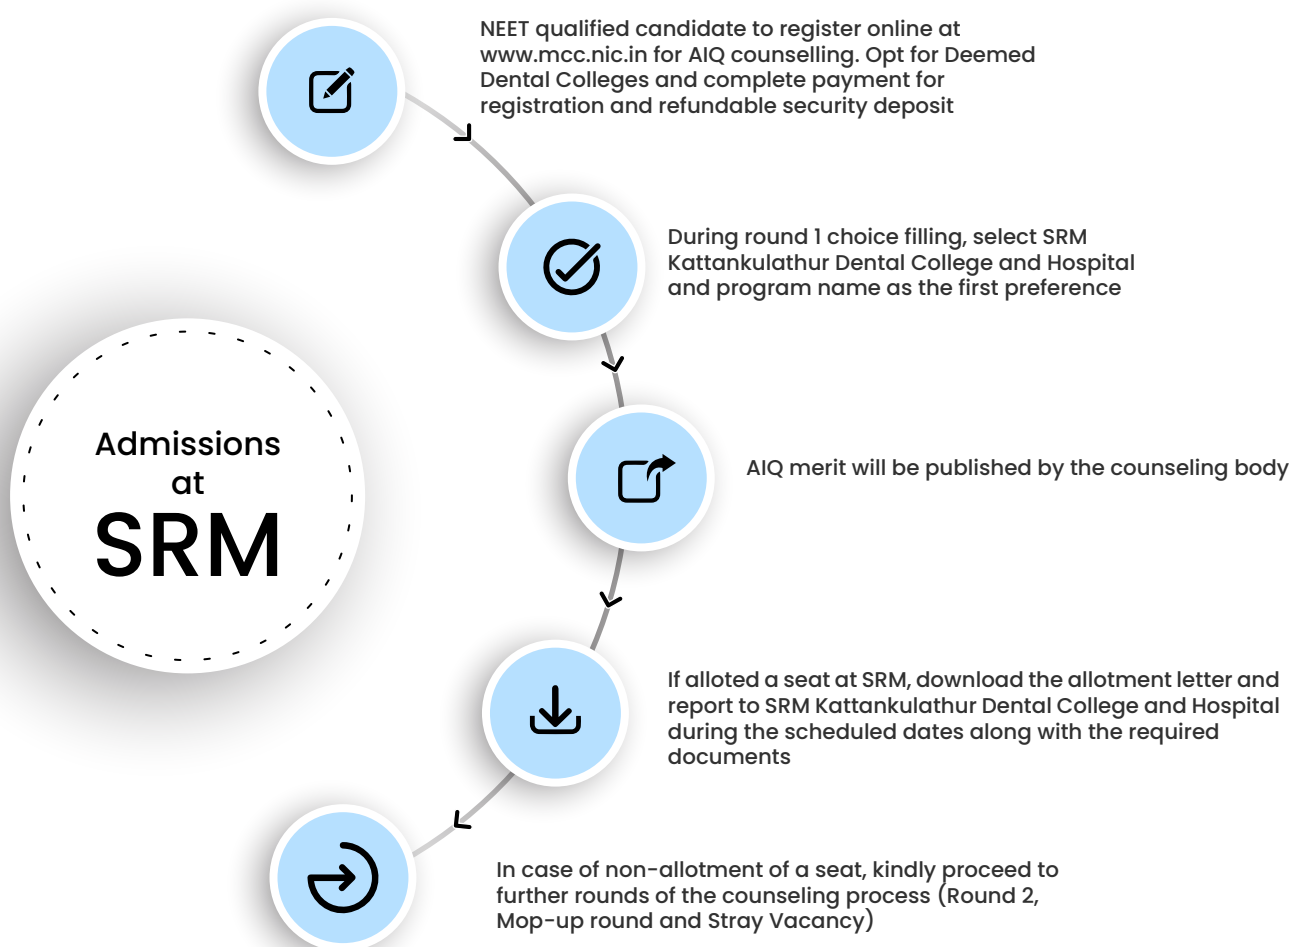 NEET qualified candidate to register online at
www.mcc.nic.in for AIQ counselling. Opt for Deemed
Dental Colleges and complete payment for
registration and refundable security deposit
During round 1 choice filling, select SRM
Kattankulathur Dental College and Hospital
and program name as the first preference
Admissions
at
SRM
AIQ merit will be published by the counseling body
If alloted a seat at SRM, download the allotment letter and
report to SRM Kattankulathur Dental College and Hospital
during the scheduled dates along with the required
documents
In case of non-allotment of a seat, kindly proceed to
further rounds of the counseling process (Round 2,
Mop-up round and Stray Vacancy)